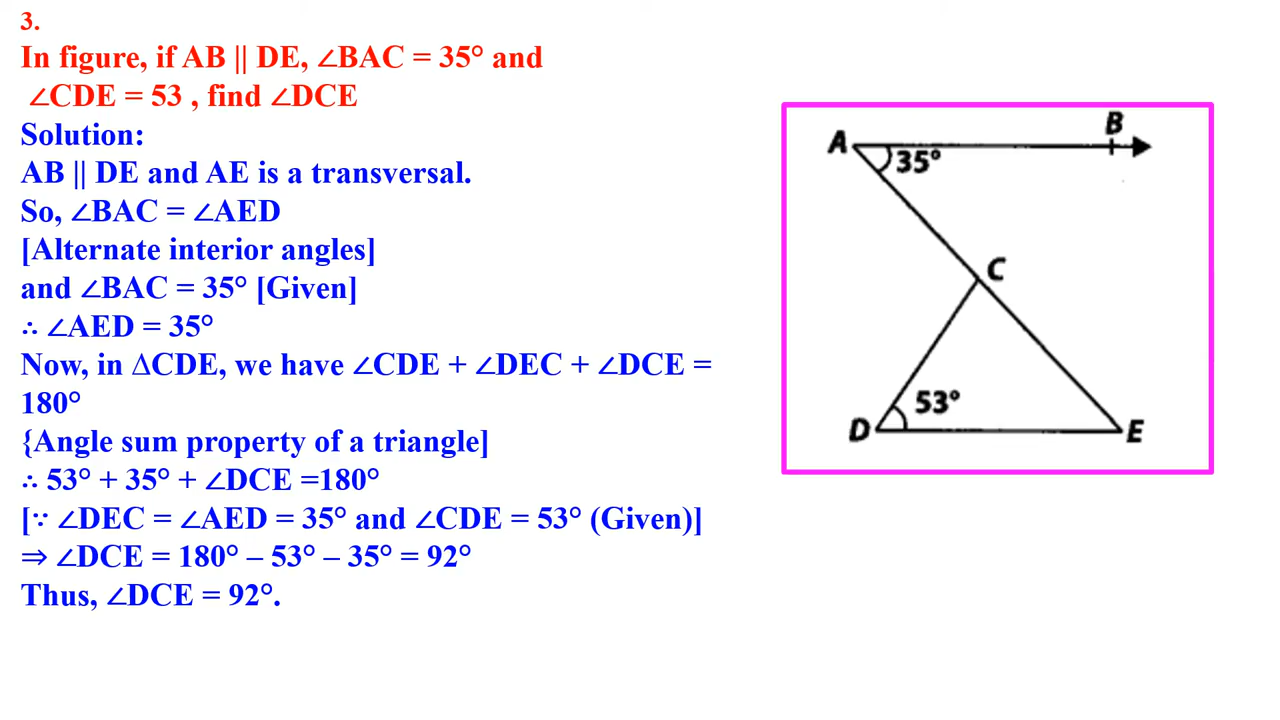 3.
In figure, if AB || DE, ∠BAC = 35° and
∠CDE = 53 , find ∠DCE
Solution:
AB || DE and AE is a transversal.
So, ∠BAC = ∠AED
[Alternate interior angles]
and ∠BAC = 35° [Given]
∴ ∠AED = 35°
Now, in ∆CDE, we have ∠CDE + ∠DEC + ∠DCE =
180°
{Angle sum property of a triangle]
∴ 53° + 35° + ∠DCE =180°
[∵ ∠DEC = ∠AED = 35° and ∠CDE = 53° (Given)]
⇒ ∠DCE = 180° – 53° – 35° = 92°
Thus, ∠DCE = 92°.
B
A
35°
C
53°
D
E